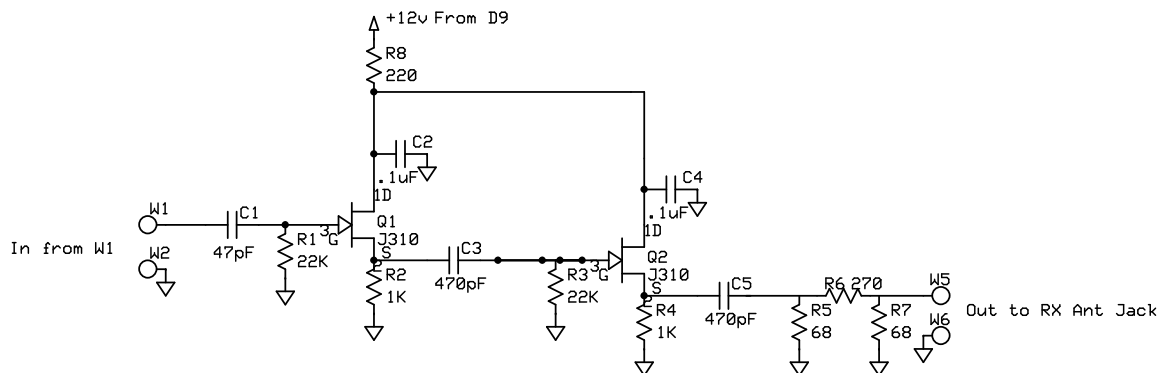 +12v From D9
R8
220
C2
.1uF
1D
C4
.1uF
1D
W1
C1
47pF
3
G
Q1
J310
S
In from W1
W2
R1
22K
R2
1K
C3
470pF
R3
22K
3
G
Q2
J310
S
R4
1K
C5
470pF
R6 270
R5
68
R7
68
W5
W6
Out to RX Ant Jack